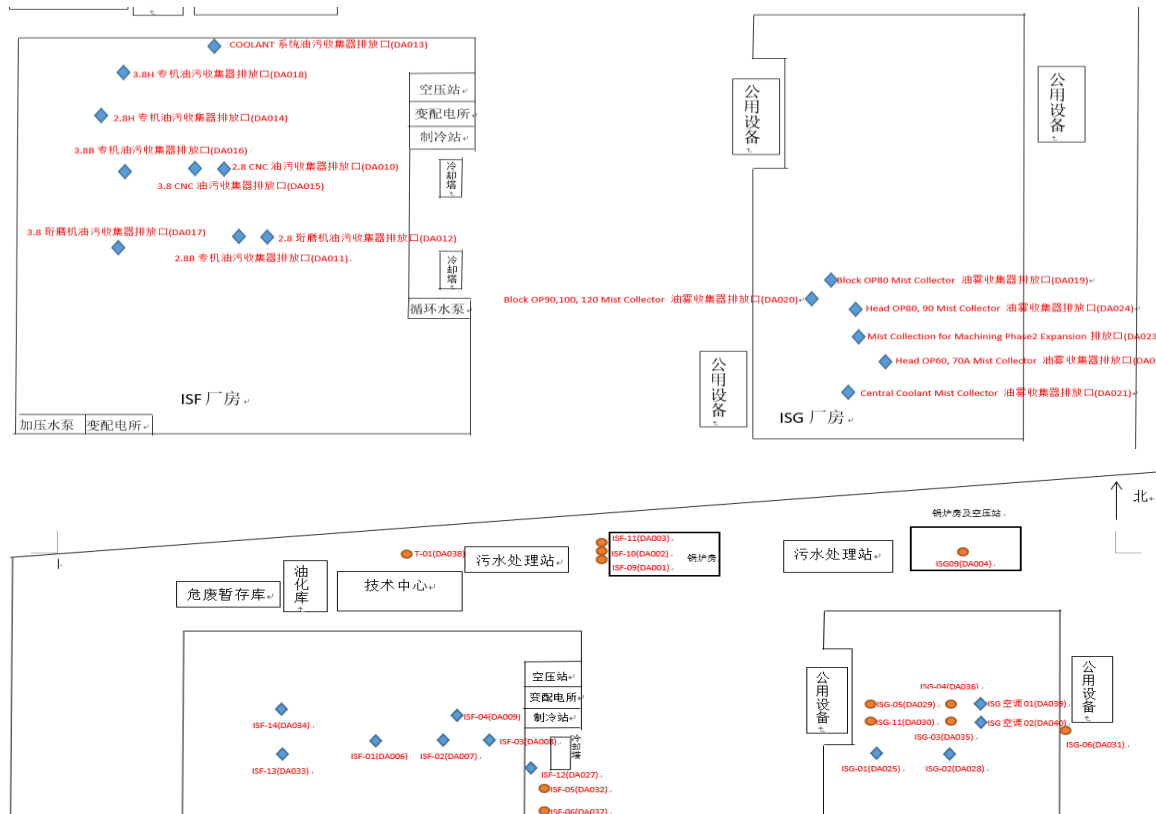 COOLANT 系统油污收集器排放口(DA013)
3.8H 专机油污收集器排放口(DA018)
2.8H 专机油污收集器排放口(DA014)
3.8B 专机油污收集器排放口(DA016)
2.8 CNC 油污收集器排放口(DA010)
3.8 CNC 油污收集器排放口(DA015)
3.8 珩磨机油污收集器排放口(DA017)
2.8 珩磨机油污收集器排放口(DA012)
2.8B 专机油污收集器排放口(DA011)
空压站
变配电所
制冷站
冷却塔
冷却塔
循环水泵
ISF 厂房
加压水泵
变配电所
公用设备
公用设备
Block OP80 Mist Collector 油雾收集器排放口(DA019)
Block OP90,100, 120 Mist Collector 油雾收集器排放口(DA020)
Head OP80, 90 Mist Collector 油雾收集器排放口(DA024)
Mist Collection for Machining Phase2 Expansion 排放口(DA023
Head OP60, 70A Mist Collector 油雾收集器排放口(DA0
Central Coolant Mist Collector 油雾收集器排放口(DA021)
公用设备
ISG 厂房
北
锅炉房及空压站
T-01(DA038)
污水处理站
ISF-11(DA003)
ISF-10(DA002)
ISF-09(DA001)
锅炉房
污水处理站
ISG09(DA004)
危废暂存库
油化库
技术中心
空压站
变配电所
制冷站
冷却塔
ISF-14(DA034)
ISF-04(DA009)
ISF-13(DA033)
ISF-01(DA006)
ISF-02(DA007)
ISF-03(DA008)
ISF-12(DA027)
ISF-05(DA032)
ISF-06(DA037)
公用设备
ISG-04(DA036)
ISG-05(DA029)
ISG 空调 01(DA039)
ISG-11(DA030)
ISG 空调 02(DA040)
ISG-03(DA035)
ISG-01(DA025)
ISG-02(DA028)
公用设备
ISG-06(DA031)